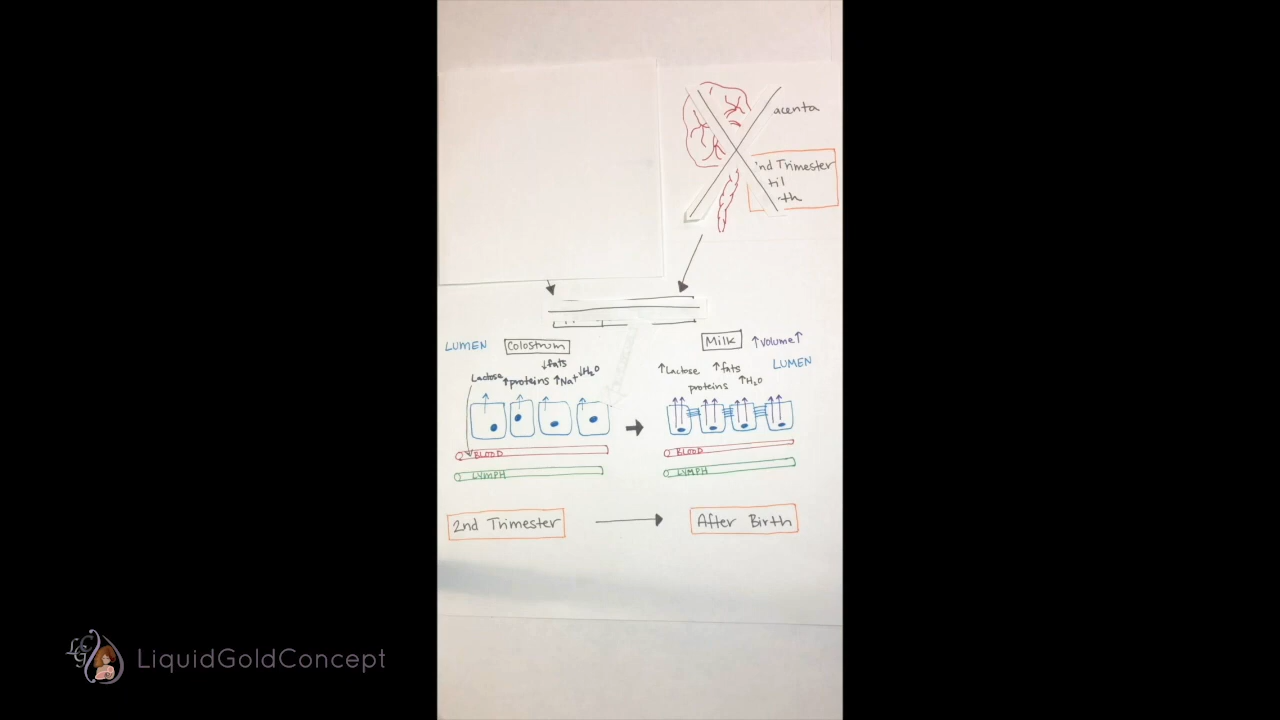 acenta
nd Trimester
til
th
LUMEN
Colostrum
Milk
↑Volume↑
↓fats
LUMEN
Lactose
↑proteins
↑Na⁺
↓H₂O
↑Lactose
↑fats
proteins
↑H₂O
BLOOD
BLOOD
LYMPH
LYMPH
2nd Trimester
After Birth
LCG
LiquidGoldConcept